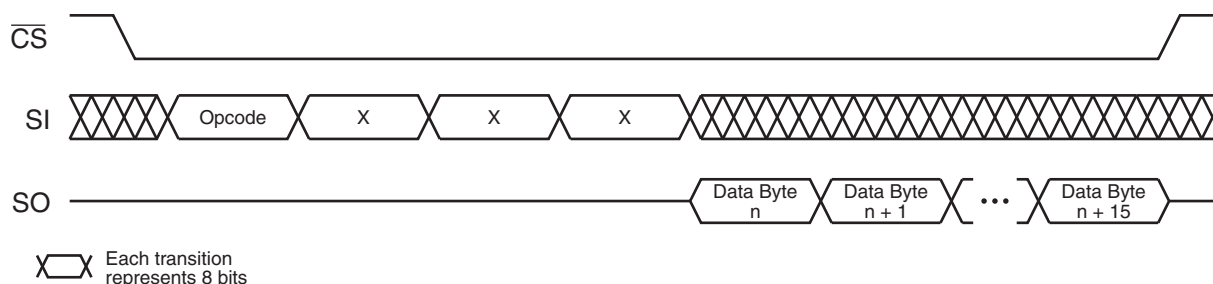 CS
SI
Opcode X X X
SO
Data Byte n Data Byte n + 1 ••• Data Byte n + 15
Each transition
represents 8 bits